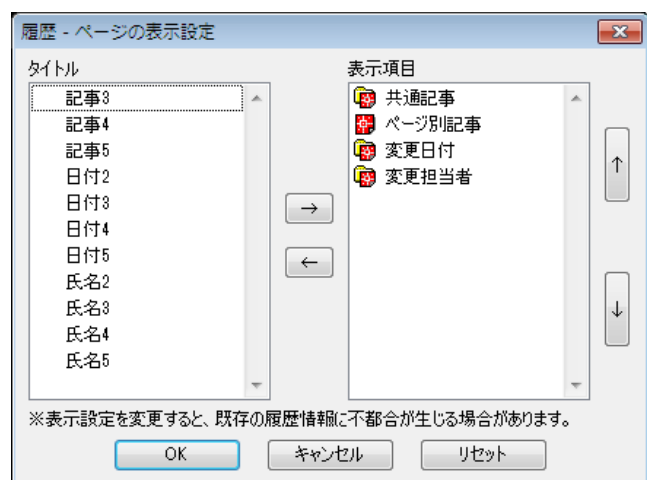 履歴 - ページの表示設定
タイトル
記事3
記事4
記事5
日付2
日付3
日付4
日付5
氏名2
氏名3
氏名4
氏名5
→
←
表示項目
共通記事
ページ別記事
変更日付
変更担当者
↑
↓
※表示設定を変更すると、既存の履歴情報に不都合が生じる場合があります。
OK
キャンセル
リセット